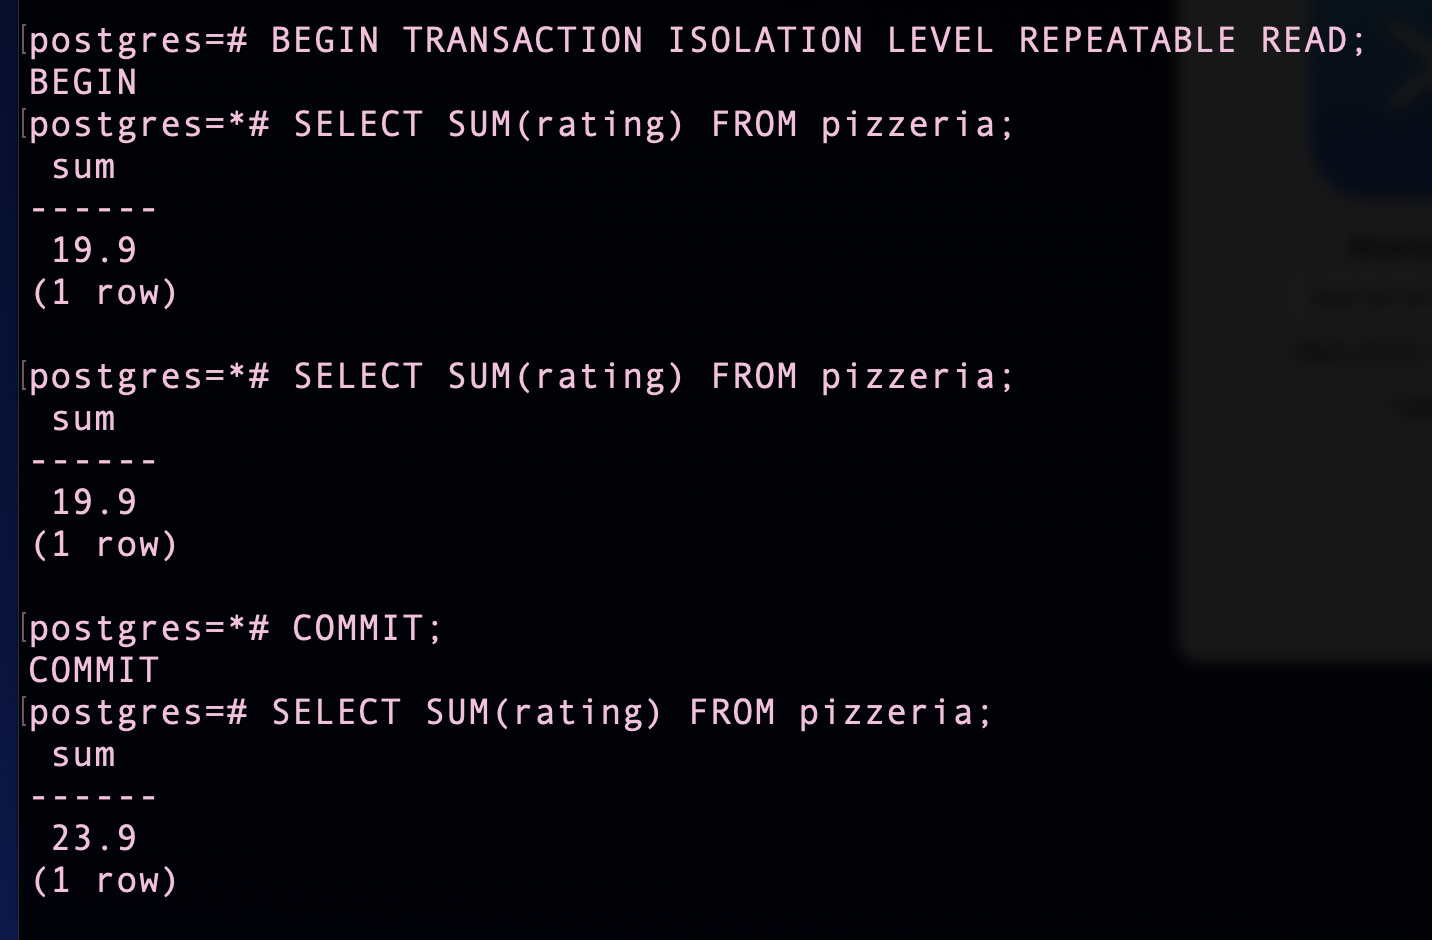 [postgres=# BEGIN TRANSACTION ISOLATION LEVEL REPEATABLE READ;
BEGIN
[postgres=*# SELECT SUM(rating) FROM pizzeria;
 sum
------
 19.9
(1 row)

[postgres=*# SELECT SUM(rating) FROM pizzeria;
 sum
------
 19.9
(1 row)

[postgres=*# COMMIT;
COMMIT
[postgres=# SELECT SUM(rating) FROM pizzeria;
 sum
------
 23.9
(1 row)